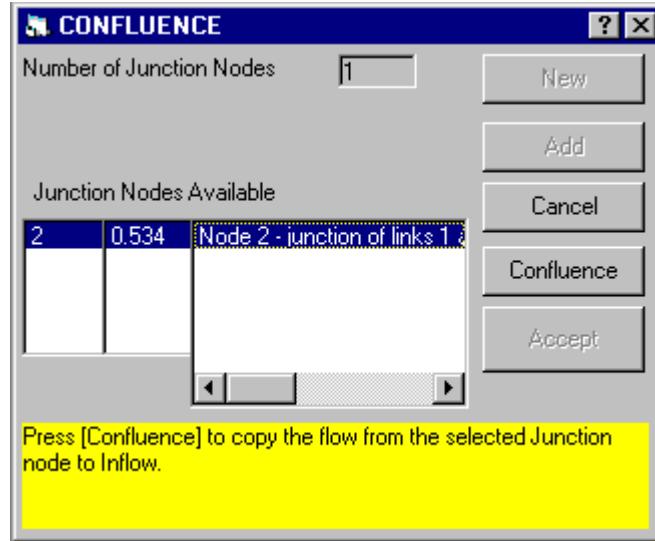 CONFLUENCE
Number of Junction Nodes 1
New
Add
Junction Nodes Available
Cancel
2 0.534 Node 2 - junction of links 1 &
Confluence
Accept
Press [Confluence] to copy the flow from the selected Junction
node to Inflow.